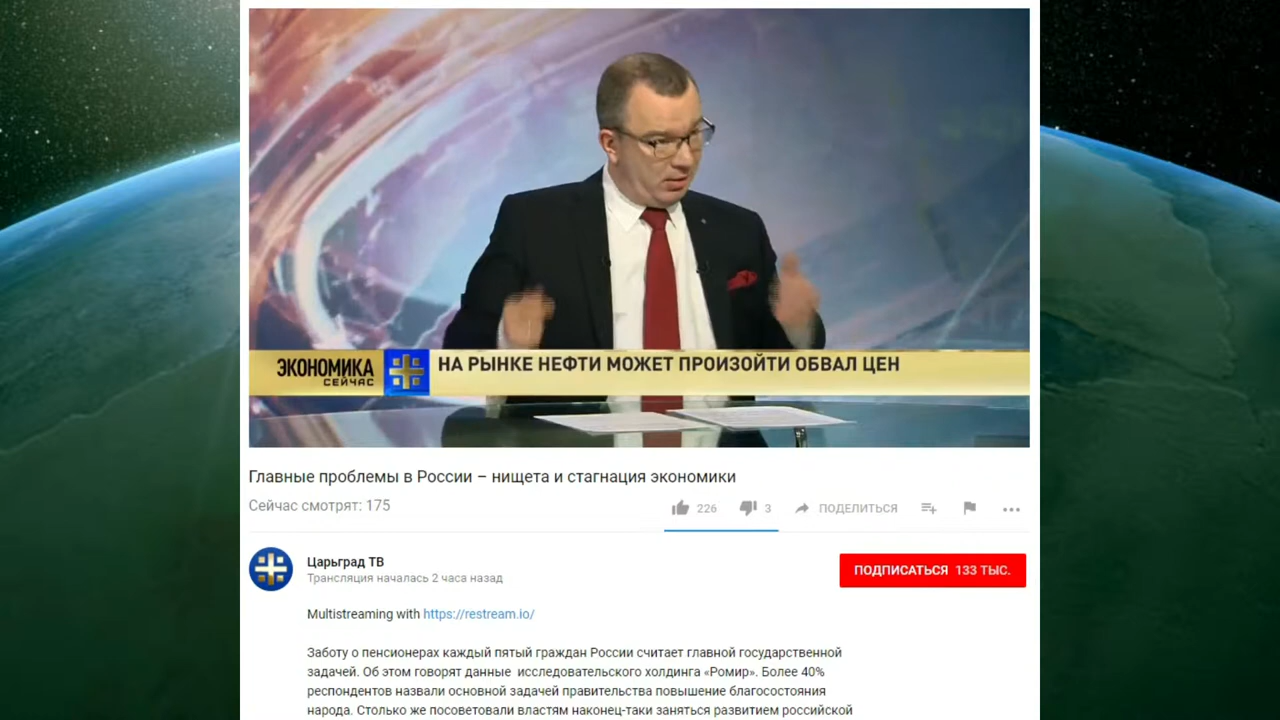 ЭКОНОМИКА
СЕЙЧАС
НА РЫНКЕ НЕФТИ МОЖЕТ ПРОИЗОЙТИ ОБВАЛ ЦЕН
Главные проблемы в России – нищета и стагнация экономики
Сейчас смотрят: 175
226 3 ПОДЕЛИТЬСЯ
Царьград ТВ
Трансляция началась 2 часа назад
ПОДПИСАТЬСЯ 133 ТЫС.
Multistreaming with https://restream.io/
Заботу о пенсионерах каждый пятый граждан России считает главной государственной
задачей. Об этом говорят данные исследовательского холдинга «Ромир». Более 40%
респондентов назвали основной задачей правительства повышение благосостояния
народа. Столько же посоветовали властям наконец-таки заняться развитием российской